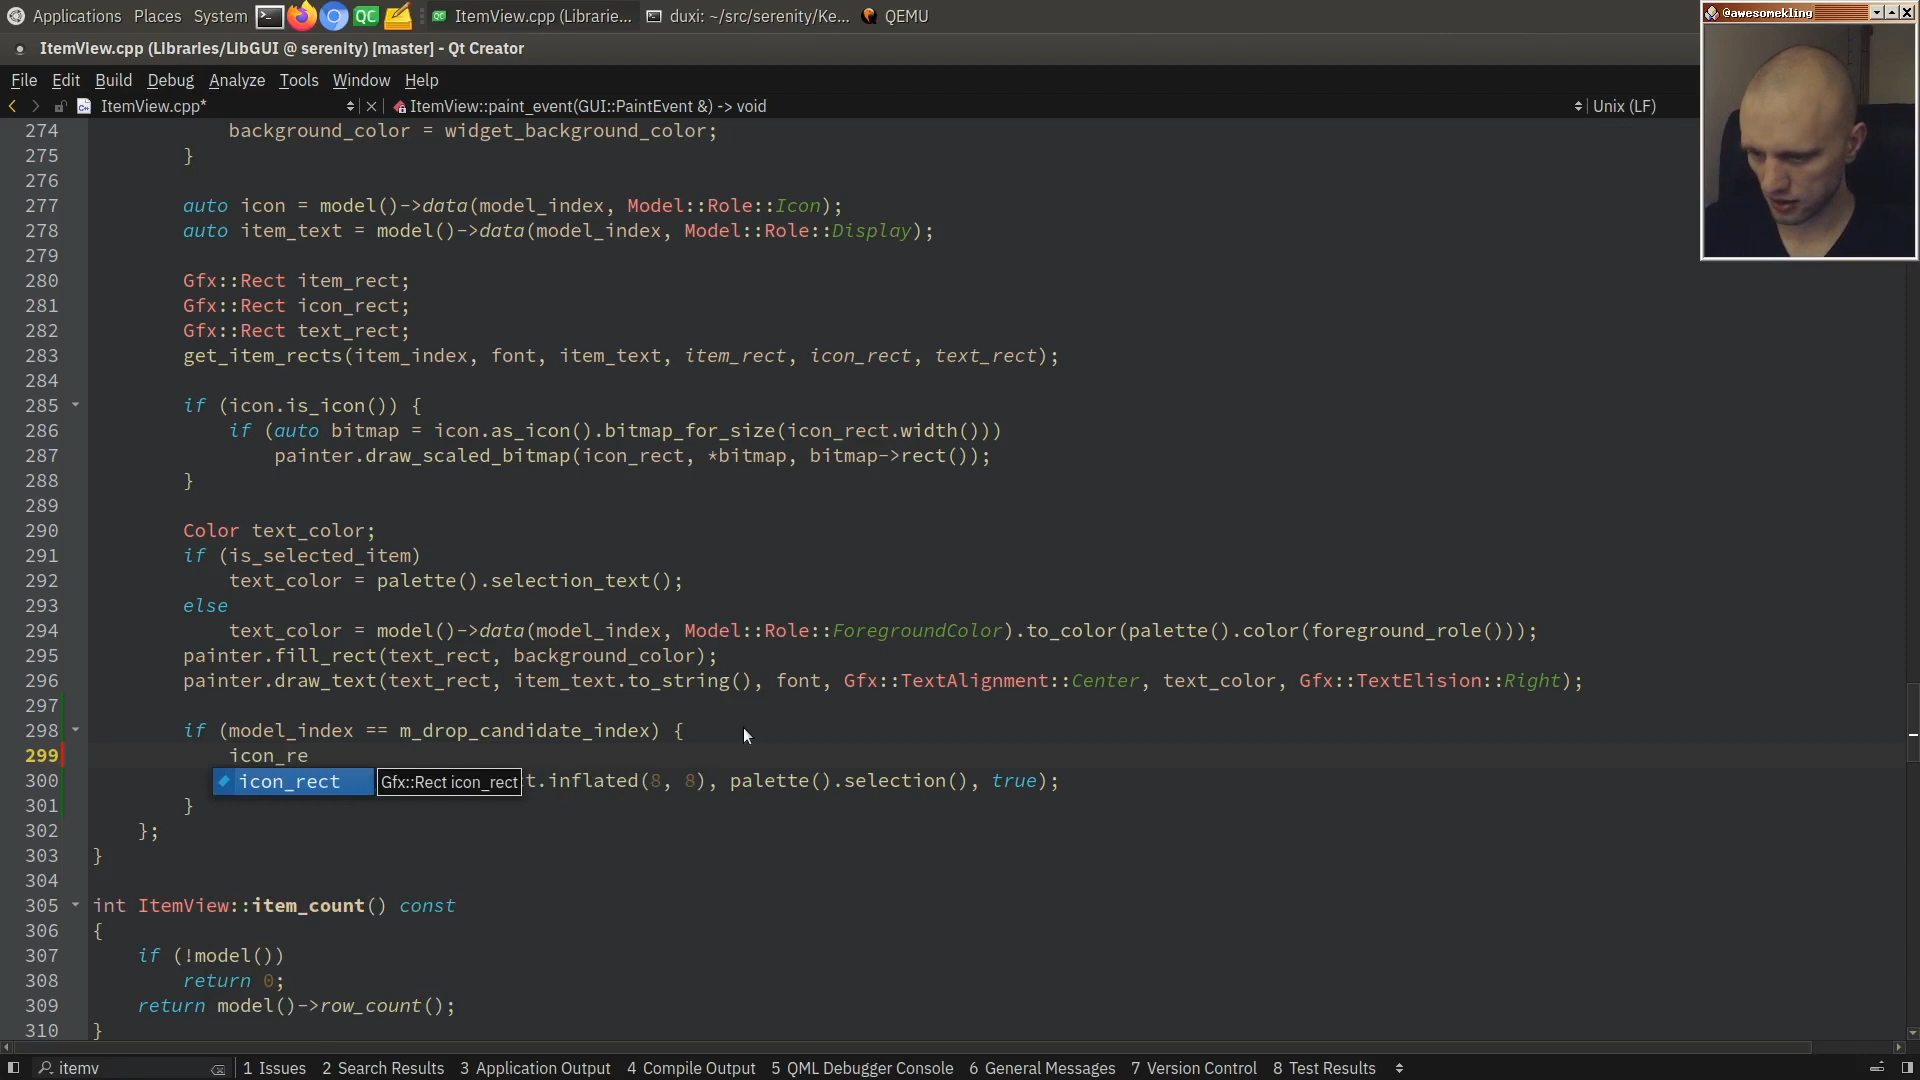 Applications Places System QC ItemView.cpp (Librarie... duxi: ~/src/serenity/Ke... QEMU
@awesomekling
ItemView.cpp (Libraries/LibGUI @ serenity) [master] - Qt Creator
File Edit Build Debug Analyze Tools Window Help
ItemView.cpp* ItemView::paint_event(GUI::PaintEvent &) -> void Unix (LF)
274 background_color = widget_background_color;
275 }
276
277 auto icon = model()->data(model_index, Model::Role::Icon);
278 auto item_text = model()->data(model_index, Model::Role::Display);
279
280 Gfx::Rect item_rect;
281 Gfx::Rect icon_rect;
282 Gfx::Rect text_rect;
283 get_item_rects(item_index, font, item_text, item_rect, icon_rect, text_rect);
284
285 if (icon.is_icon()) {
286 if (auto bitmap = icon.as_icon().bitmap_for_size(icon_rect.width()))
287 painter.draw_scaled_bitmap(icon_rect, *bitmap, bitmap->rect());
288 }
289
290 Color text_color;
291 if (is_selected_item)
292 text_color = palette().selection_text();
293 else
294 text_color = model()->data(model_index, Model::Role::ForegroundColor).to_color(palette().color(foreground_role()));
295 painter.fill_rect(text_rect, background_color);
296 painter.draw_text(text_rect, item_text.to_string(), font, Gfx::TextAlignment::Center, text_color, Gfx::TextElision::Right);
297
298 if (model_index == m_drop_candidate_index) {
299 icon_re
300 icon_rect Gfx::Rect icon_rect t.inflated(8, 8), palette().selection(), true);
301 }
302 };
303 }
304
305 int ItemView::item_count() const
306 {
307 if (!model())
308 return 0;
309 return model()->row_count();
310 }
itemv 1 Issues 2 Search Results 3 Application Output 4 Compile Output 5 QML Debugger Console 6 General Messages 7 Version Control 8 Test Results